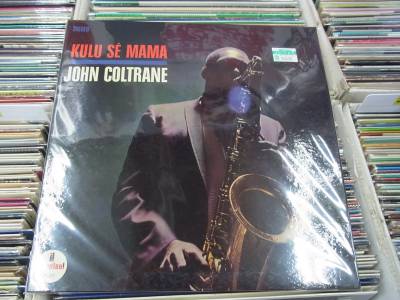 KULU SÉ MAMA
JOHN COLTRANE